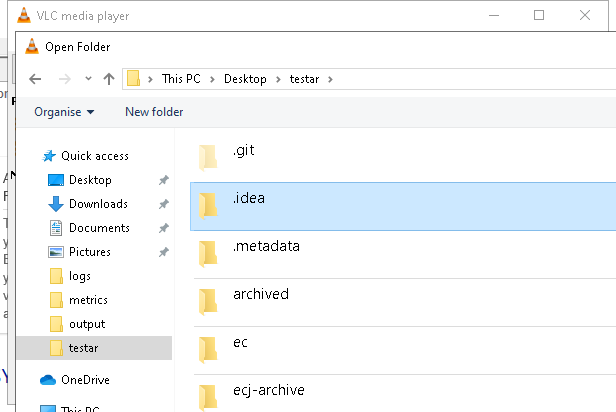 VLC media player
Open Folder
This PC > Desktop > testar >
Organise
New folder
Quick access
Desktop
Downloads
Documents
Pictures
logs
metrics
output
testar
OneDrive
This PC
.git
.idea
.metadata
archived
ec
ecj-archive